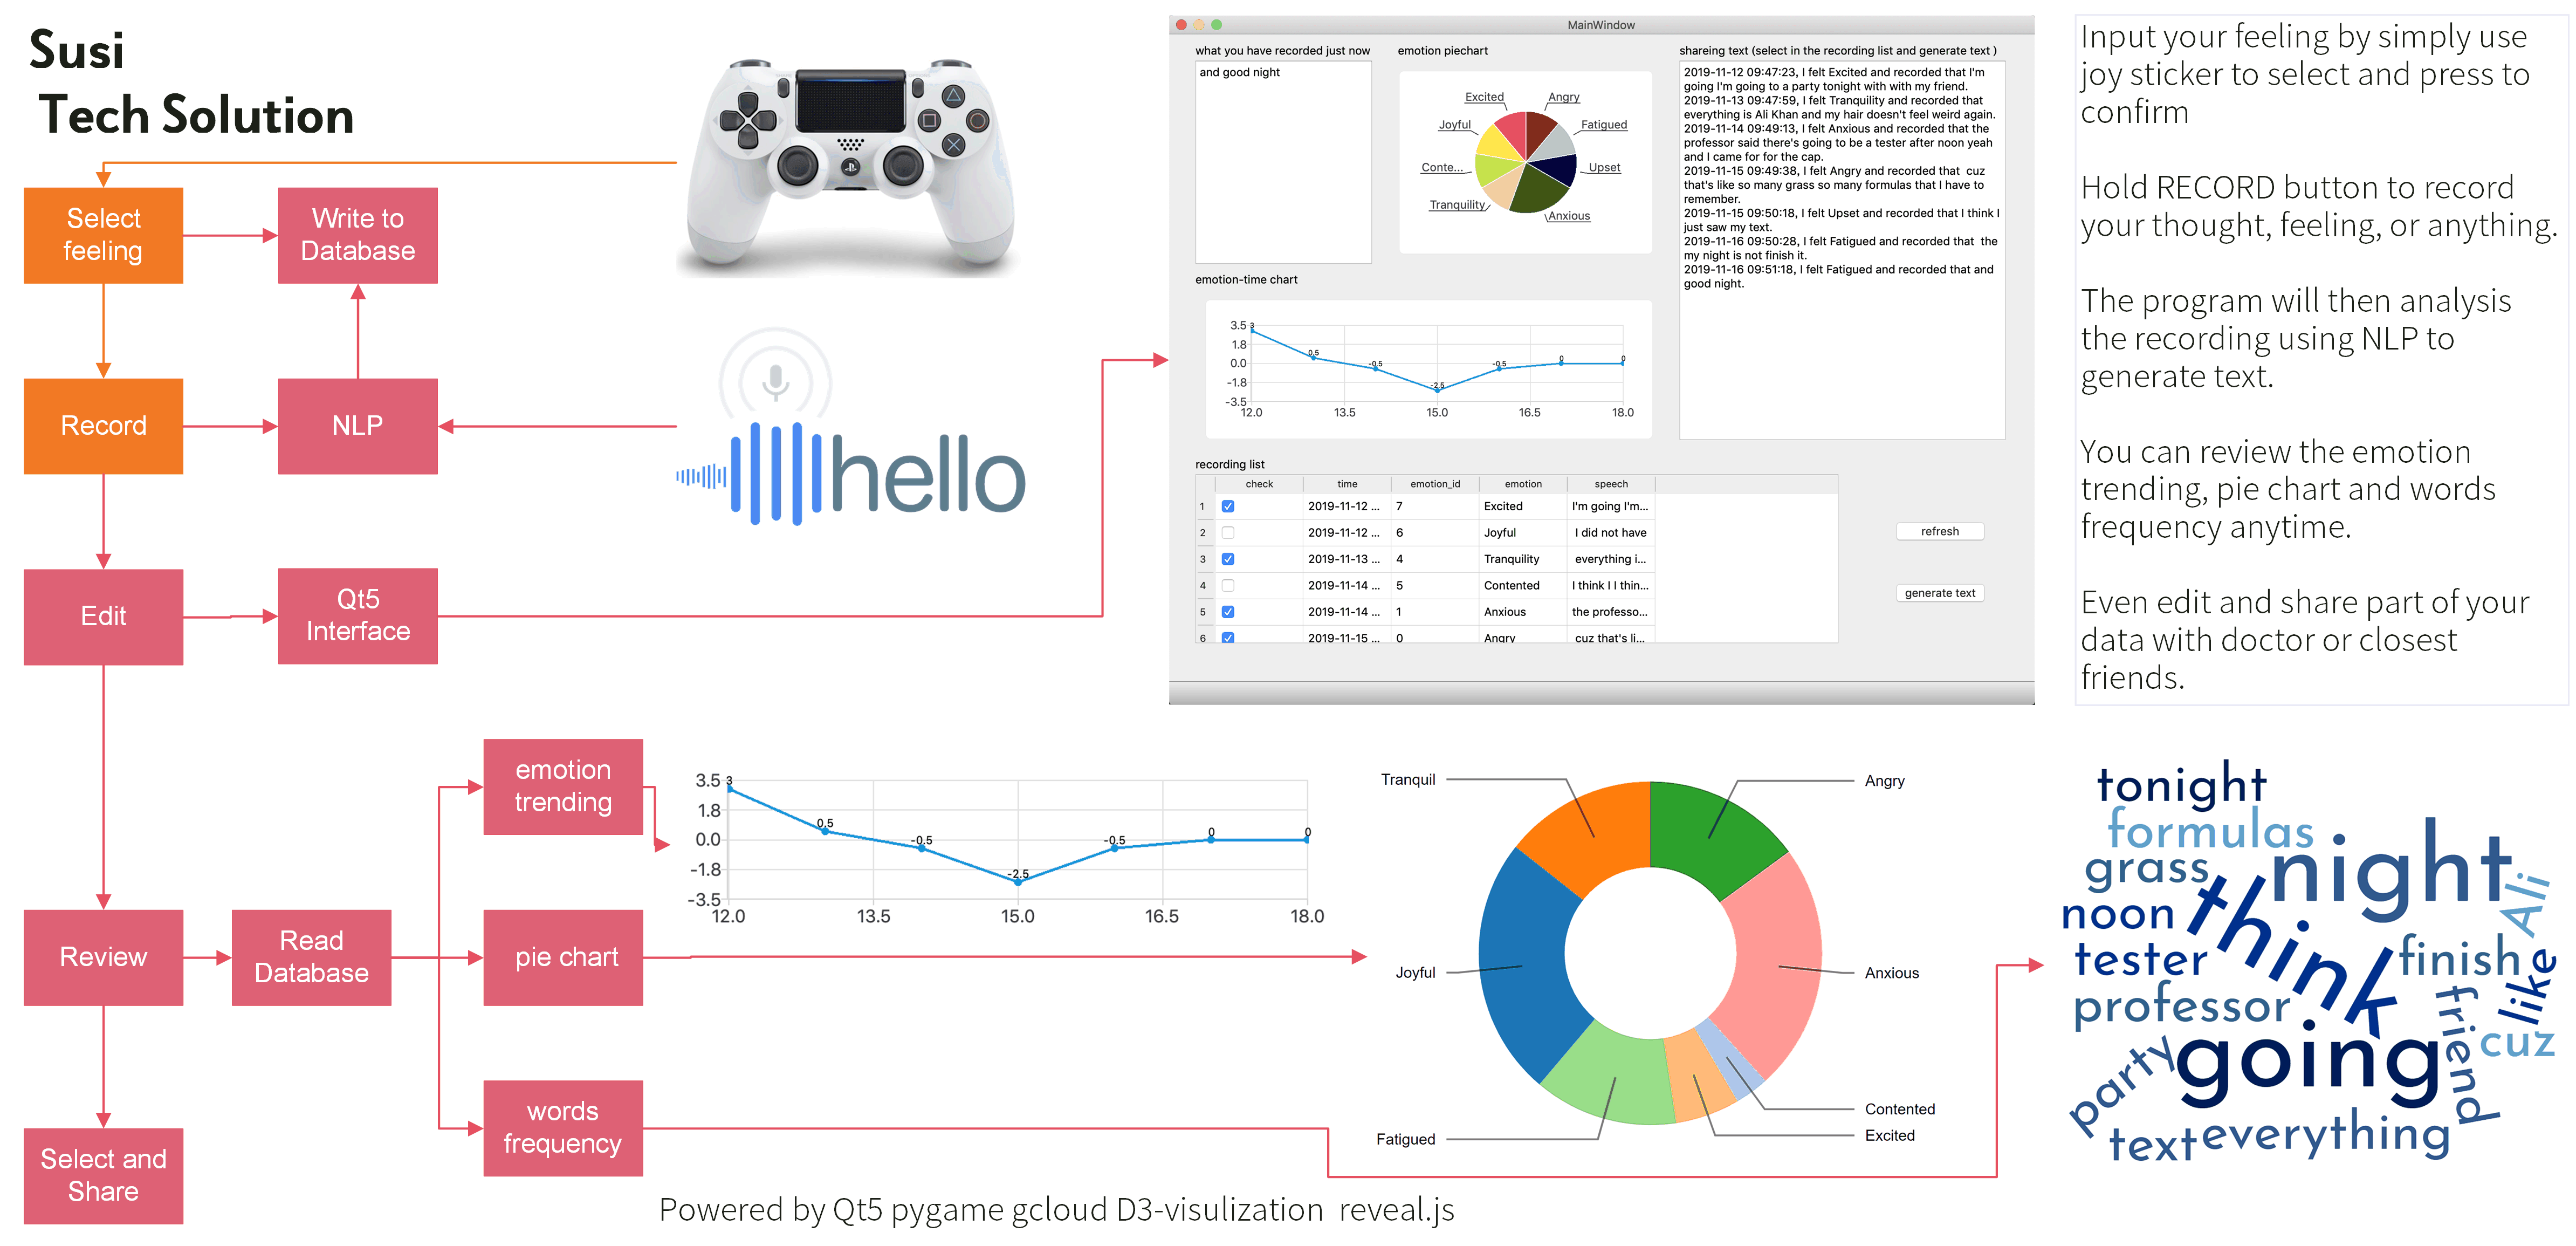 Susi
Tech Solution
Select
feeling
Write to
Database
Record
NLP
Edit
Qt5
Interface
hello
MainWindow
what you have recorded just now
and good night
emotion piechart
Excited
Angry
Joyful
Fatigued
Conte...
Upset
Tranquility
Anxious
shareing text (select in the recording list and generate text )
2019-11-12 09:47:23, I felt Excited and recorded that I'm
going I'm going to a party tonight with with my friend.
2019-11-13 09:47:59, I felt Tranquility and recorded that
everything is Ali Khan and my hair doesn't feel weird again.
2019-11-14 09:49:13, I felt Anxious and recorded that the
professor said there's going to be a tester after noon yeah
and I came for for the cap.
2019-11-15 09:49:38, I felt Angry and recorded that  cuz
that's like so many grass so many formulas that I have to
remember.
2019-11-15 09:50:18, I felt Upset and recorded that I think I
just saw my text.
2019-11-16 09:50:28, I felt Fatigued and recorded that  the
my night is not finish it.
2019-11-16 09:51:18, I felt Fatigued and recorded that and
good night.
emotion-time chart
3.5
1.8
0.0
-1.8
-3.5
3
0.5
-0.5
-2.5
-0.5
0
0
12.0 13.5 15.0 16.5 18.0
recording list
check time emotion_id emotion speech
1 2019-11-12 ... 7 Excited I'm going I'm...
2 2019-11-12 ... 6 Joyful I did not have
3 2019-11-13 ... 4 Tranquility everything i...
4 2019-11-14 ... 5 Contented I think I I thin...
5 2019-11-14 ... 1 Anxious the professo...
6 2019-11-15 ... 0 Angry cuz that's li...
refresh
generate text
Input your feeling by simply use
joy sticker to select and press to
confirm
Hold RECORD button to record
your thought, feeling, or anything.
The program will then analysis
the recording using NLP to
generate text.
You can review the emotion
trending, pie chart and words
frequency anytime.
Even edit and share part of your
data with doctor or closest
friends.
Review
Read
Database
Select and
Share
emotion
trending
pie chart
words
frequency
3.5
1.8
0.0
-1.8
-3.5
3
0.5
-0.5
-2.5
-0.5
0
0
12.0 13.5 15.0 16.5 18.0
Tranquil
Angry
Joyful
Anxious
Contented
Excited
Fatigued
tonight
formulas
grass
night
Ali
noon
think
tester
finish
like
professor
friend
cuz
party
going
text
everything
Powered by Qt5 pygame gcloud D3-visulization  reveal.js